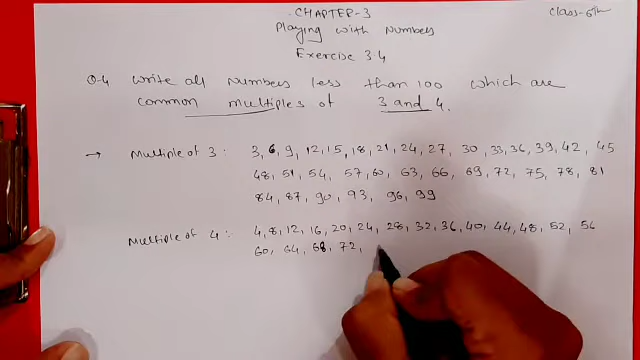 CHAPTER-3
Class-6th
Playing with Numbers
Exercise 3.4
Q.4 Write all Numbers less than 100 which are
common multiples of 3 and 4.
→ Multiple of 3 : 3, 6, 9, 12, 15, 18, 21, 24, 27, 30, 33, 36, 39, 42, 45
48, 51, 54, 57, 60, 63, 66, 69, 72, 75, 78, 81
84, 87, 90, 93, 96, 99
Multiple of 4 : 4, 8, 12, 16, 20, 24, 28, 32, 36, 40, 44, 48, 52, 56
60, 64, 68, 72,